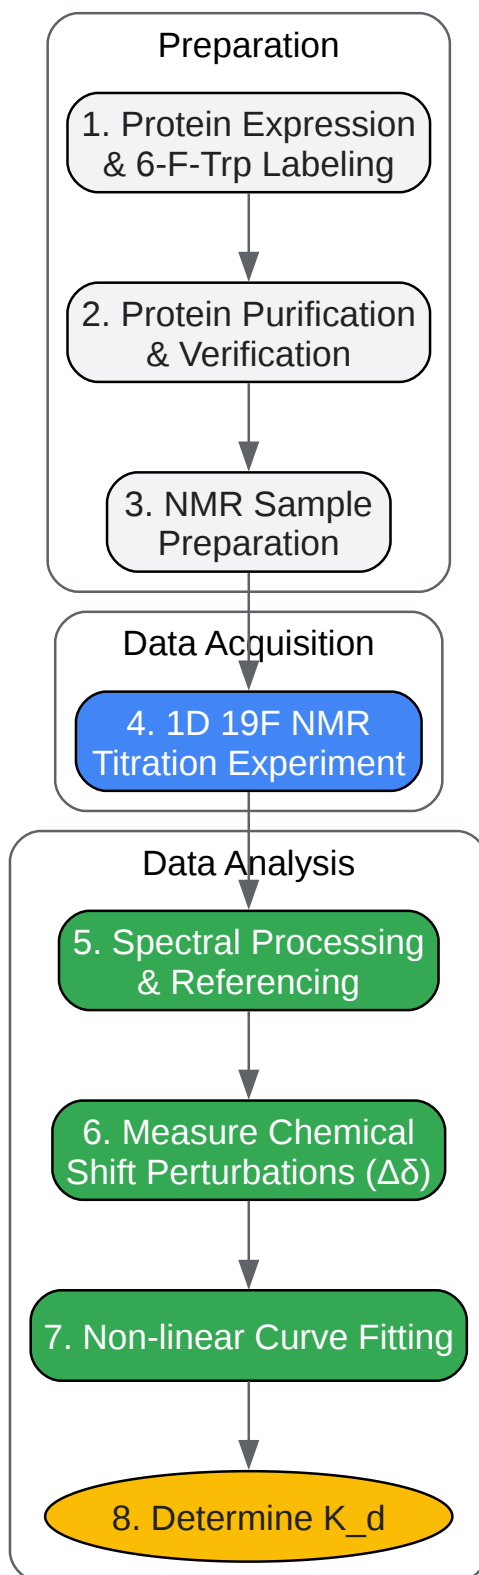 Preparation
1. Protein Expression
& 6-F-Trp Labeling
2. Protein Purification
& Verification
3. NMR Sample
Preparation
Data Acquisition
4. 1D 19F NMR
Titration Experiment
Data Analysis
5. Spectral Processing
& Referencing
6. Measure Chemical
Shift Perturbations (Δδ)
7. Non-linear Curve Fitting
8. Determine K_d